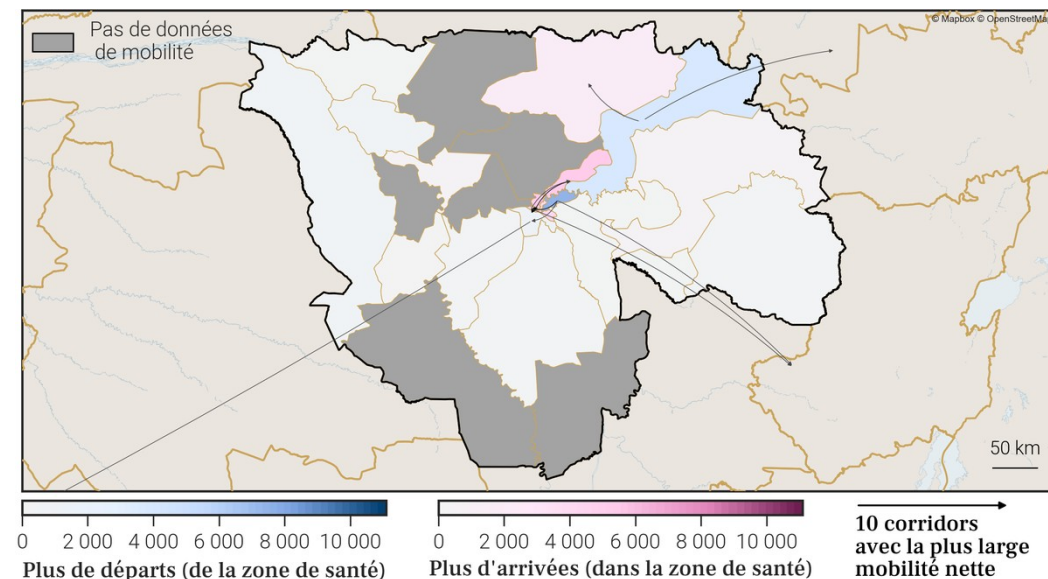 © Mapbox © OpenStreetMap
Pas de données
de mobilité
50 km
0 2 000 4 000 6 000 8 000 10 000
Plus de départs (de la zone de santé)
0 2 000 4 000 6 000 8 000 10 000
Plus d'arrivées (dans la zone de santé)
10 corridors
avec la plus large
mobilité nette